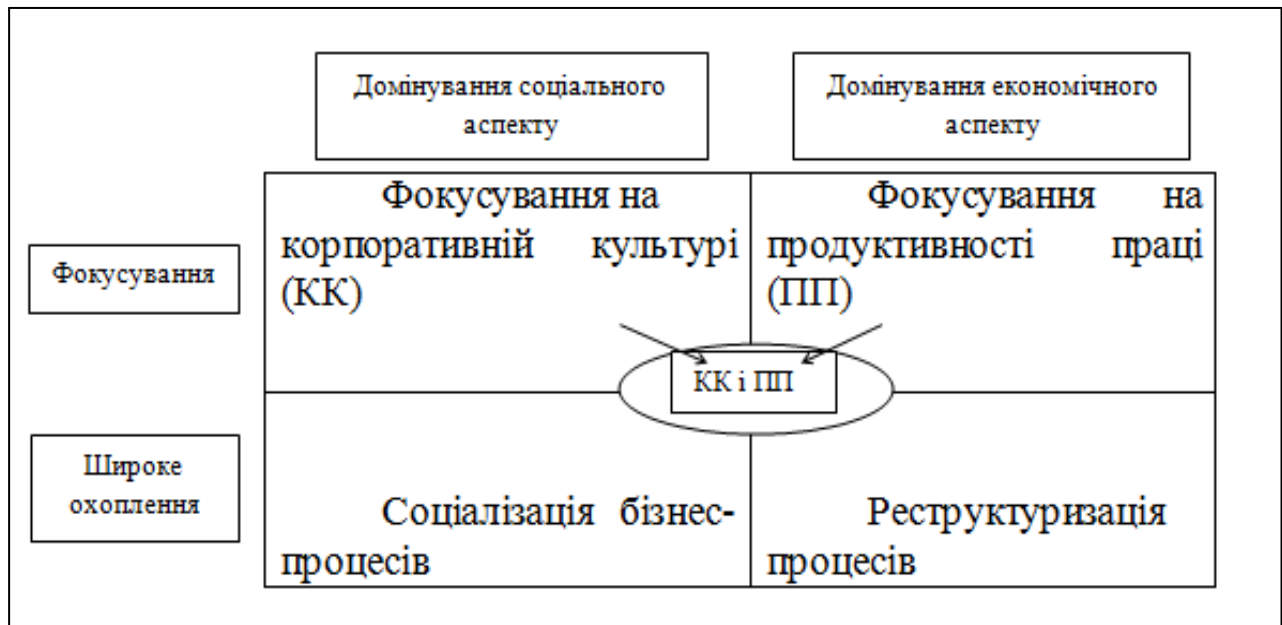 Домінування соціального
аспекту
Домінування економічного
аспекту
Фокусування
Фокусування на
корпоративній культурі
(КК)
Фокусування на
продуктивності праці
(ПП)
КК і ПП
Широке
охоплення
Соціалізація бізнес-
процесів
Реструктуризація
процесів